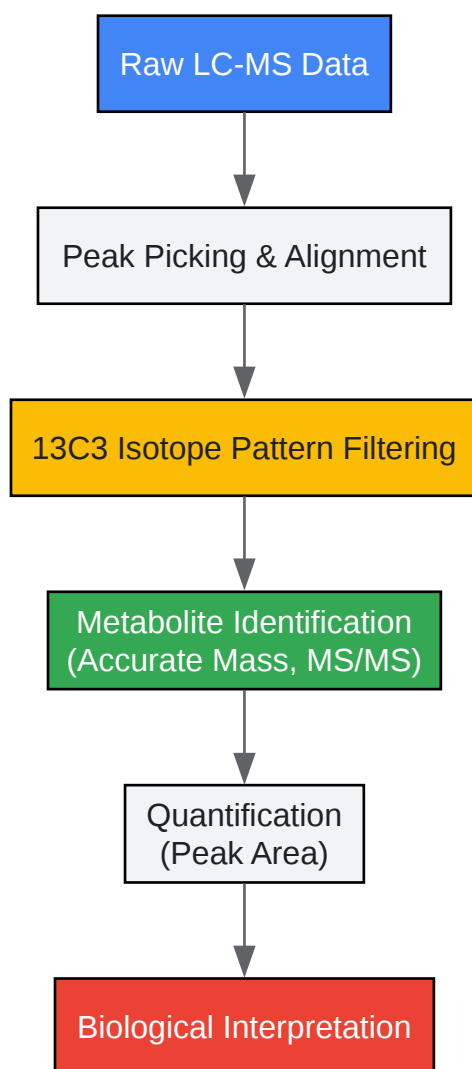 Raw LC-MS Data
Peak Picking & Alignment
13C3 Isotope Pattern Filtering
Metabolite Identification
(Accurate Mass, MS/MS)
Quantification
(Peak Area)
Biological Interpretation